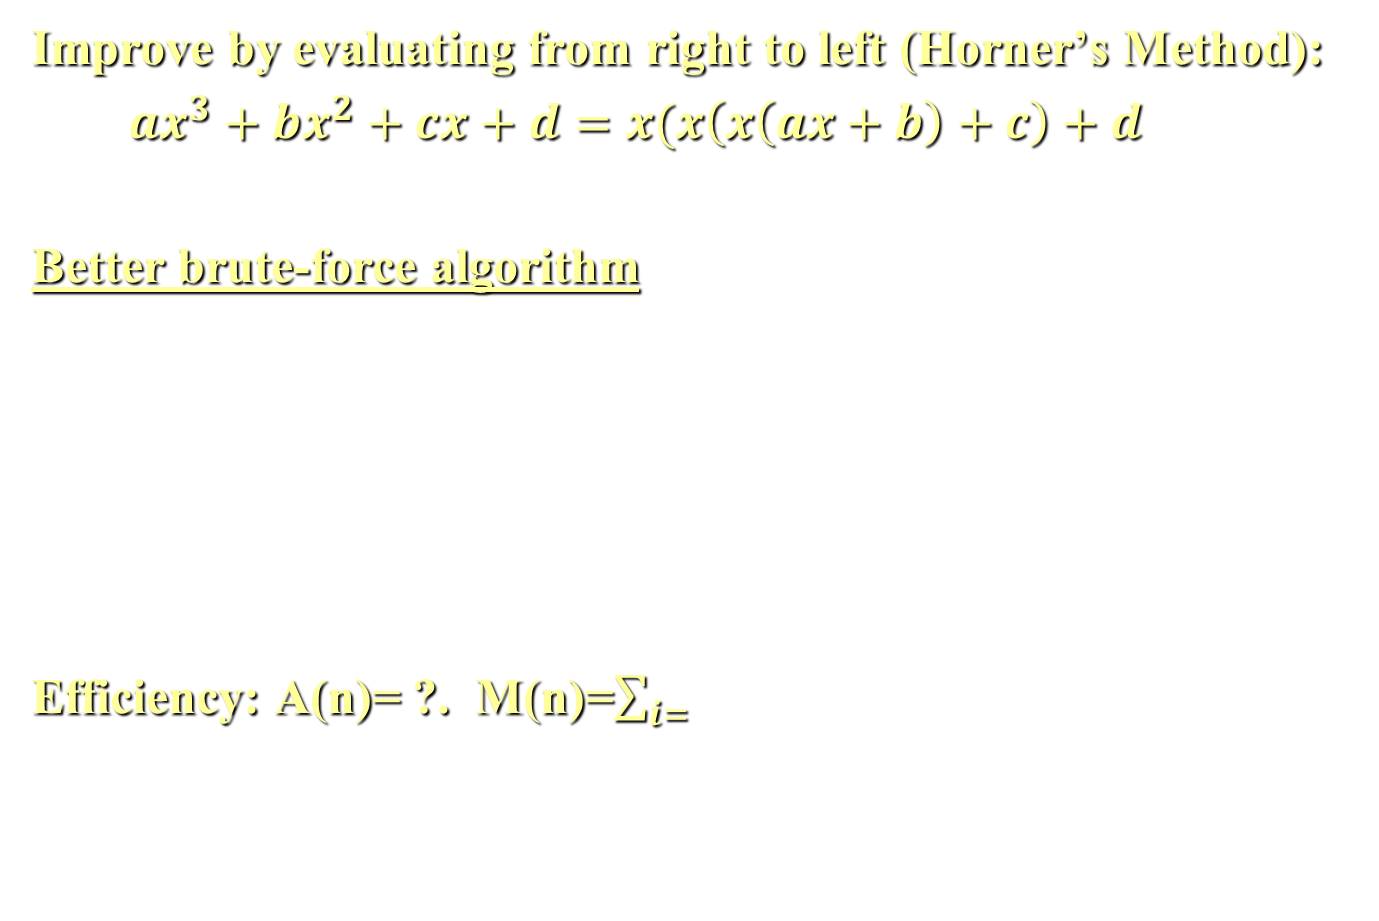 Improve by evaluating from right to left (Horner’s Method):
ax³ + bx² + cx + d = x(x(x(ax + b) + c) + d
Better brute-force algorithm
Efficiency: A(n)= ?.  M(n)=∑ᵢ₌